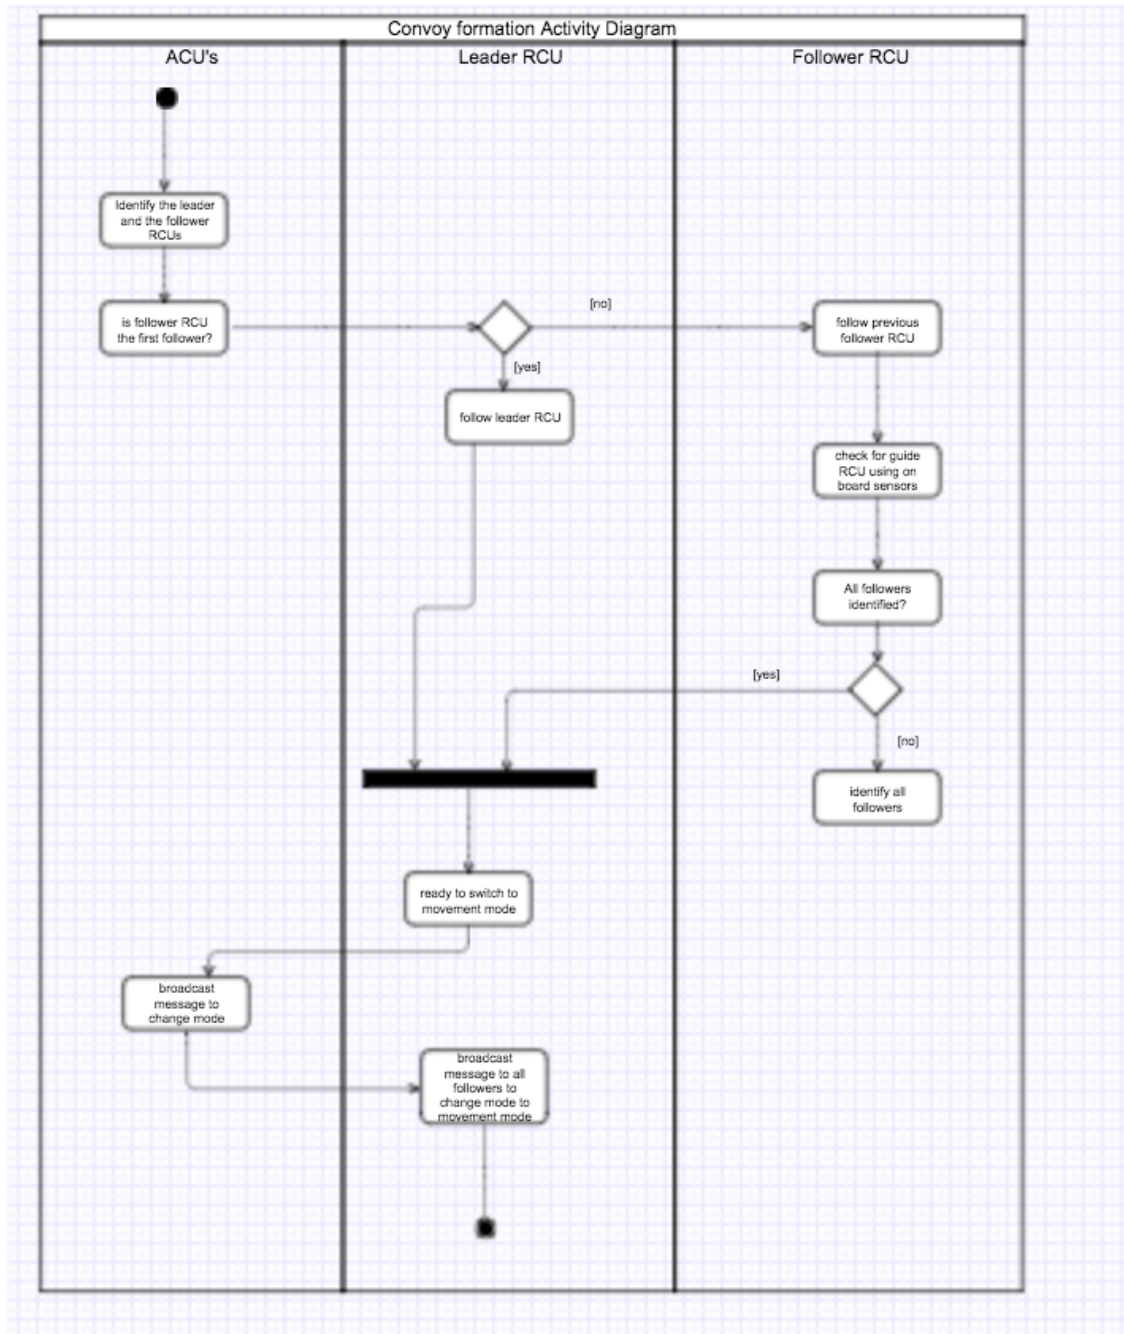 Convoy formation Activity Diagram
ACU's
Leader RCU
Follower RCU
Identify the leader
and the follower
RCUs
is follower RCU
the first follower?
[no]
follow previous
follower RCU
[yes]
follow leader RCU
check for guide
RCU using on
board sensors
All followers
identified?
[yes]
[no]
identify all
followers
ready to switch to
movement mode
broadcast
message to
change mode
broadcast
message to all
followers to
change mode to
movement mode